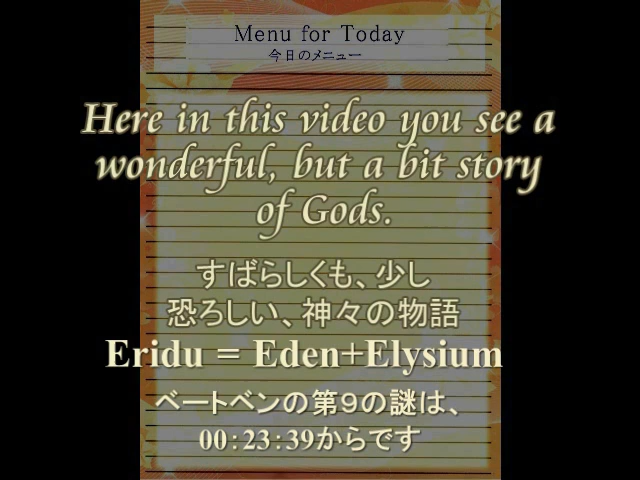 Menu for Today
今日のメニュー
Here in this video you see a
wonderful, but a bit story
of Gods.
すばらしくも、少し
恐ろしい、神々の物語
Eridu = Eden+Elysium
ベートベンの第９の謎は、
00：23：39からです